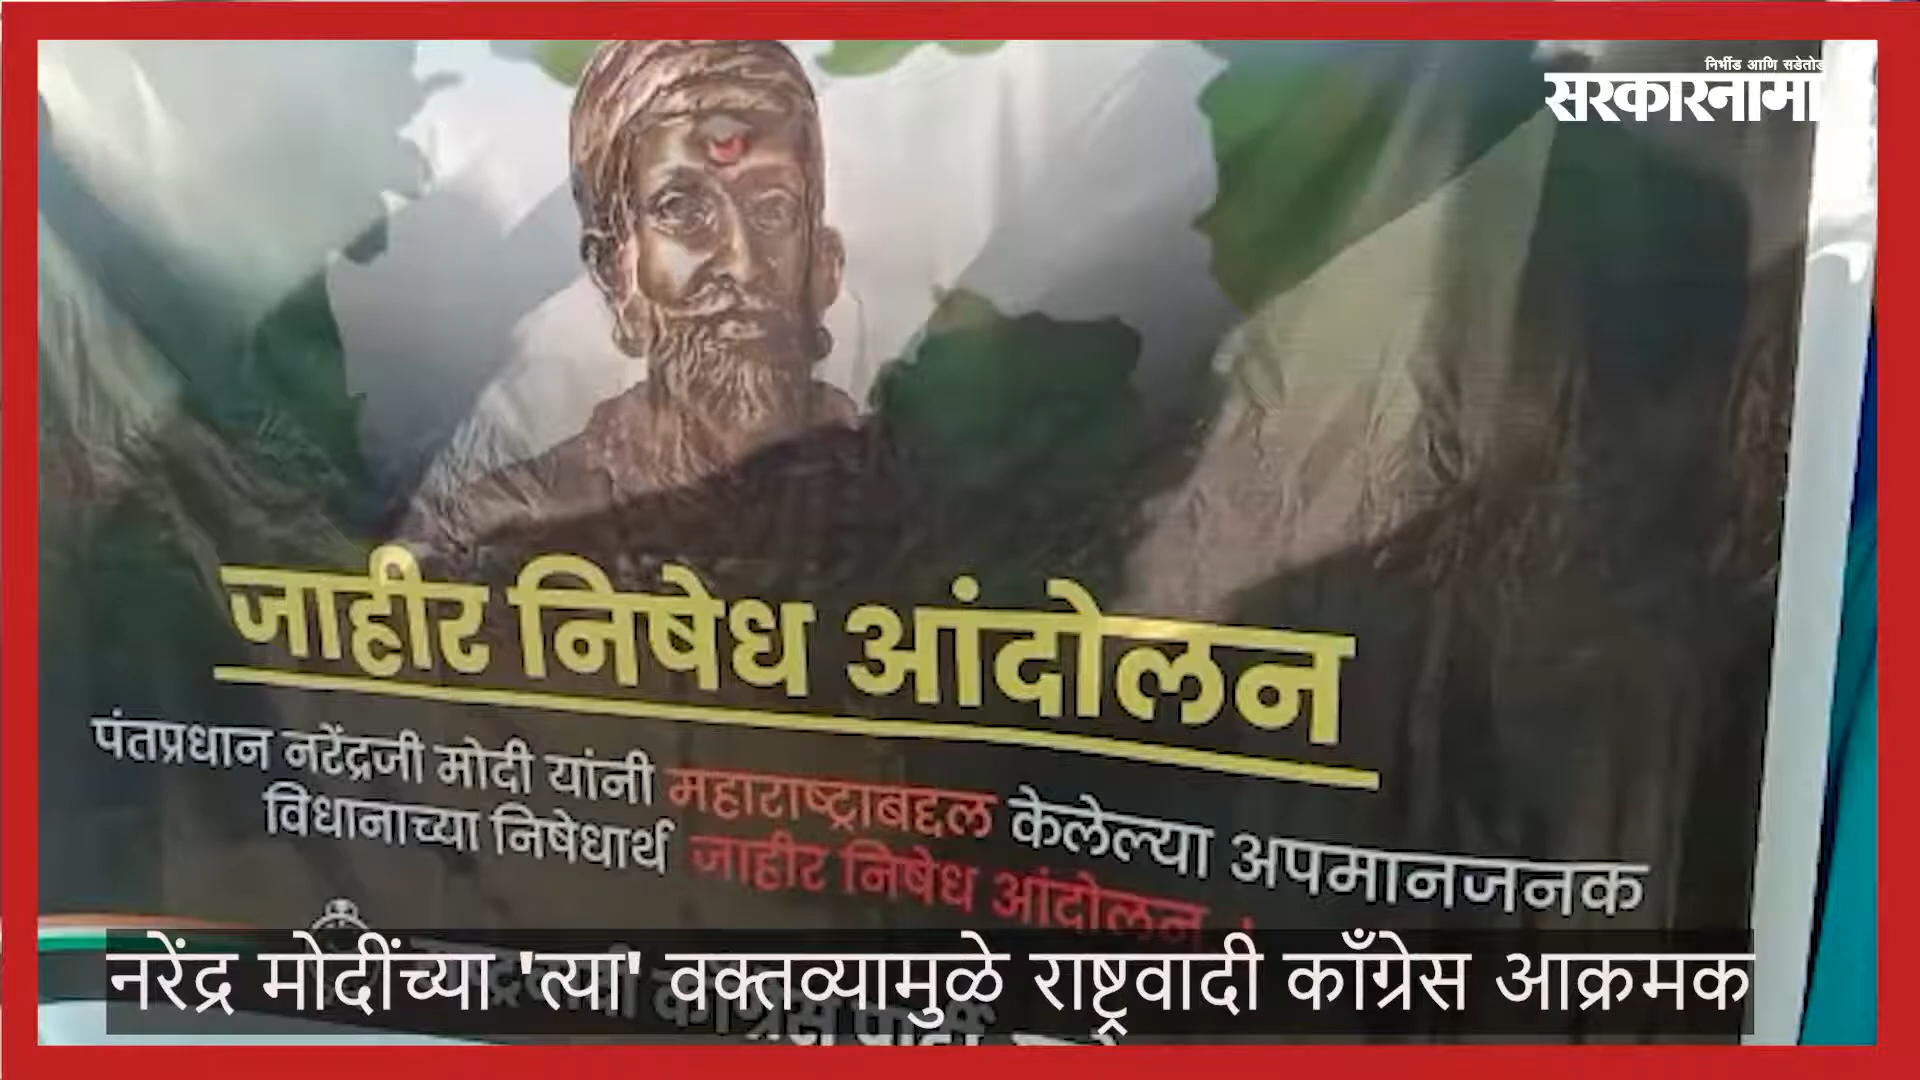 निर्भीड आणि सडेतोड
सरकारनामा
जाहीर निषेध आंदोलन
पंतप्रधान नरेंद्रजी मोदी यांनी महाराष्ट्राबद्दल केलेल्या अपमानजनक
विधानाच्या निषेधार्थ जाहीर निषेध आंदोलन
नरेंद्र मोदींच्या 'त्या' वक्तव्यामुळे राष्ट्रवादी काँग्रेस आक्रमक